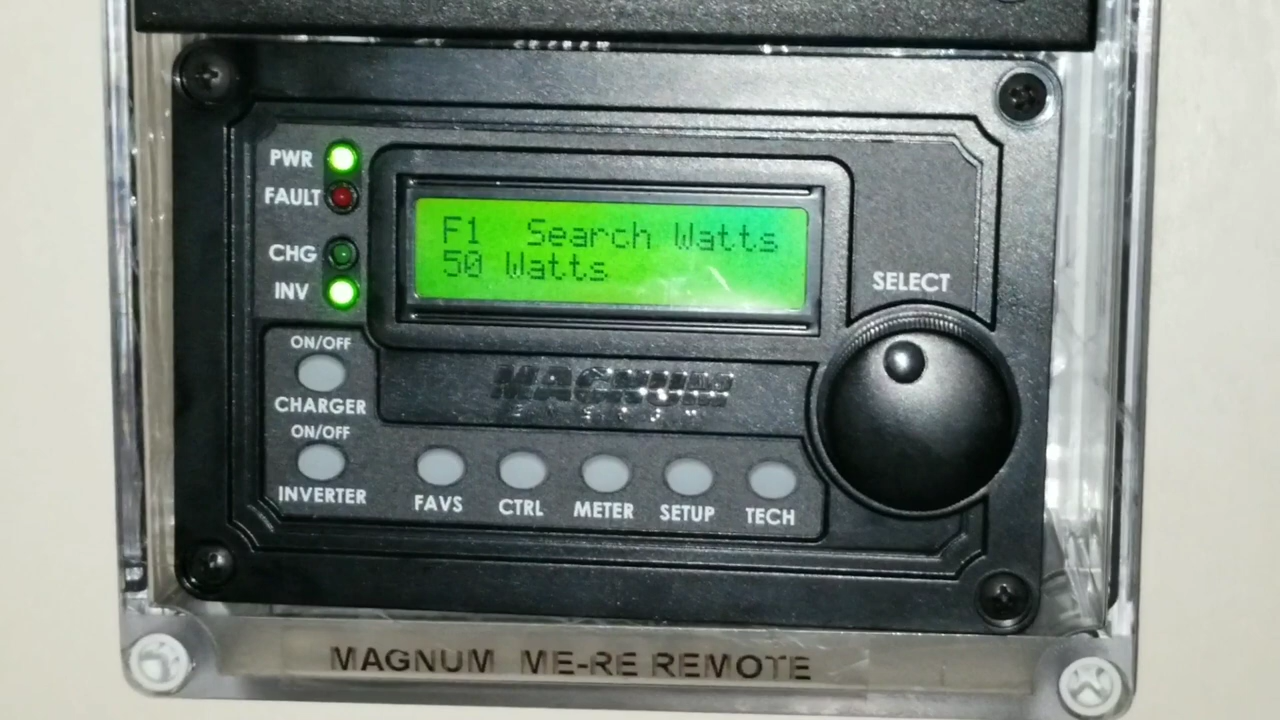 PWR
FAULT
CHG
INV
F1 Search Watts
50 Watts
SELECT
ON/OFF
CHARGER
ON/OFF
INVERTER
MAGNUM
FAVS
CTRL
METER
SETUP
TECH
MAGNUM ME-RE REMOTE